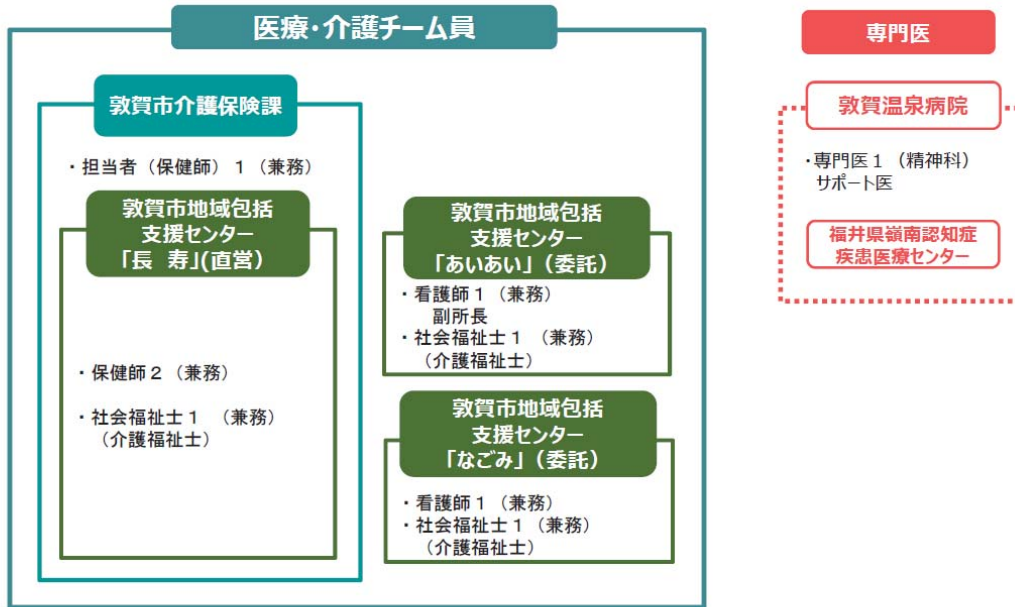 医療・介護チーム員
敦賀市介護保険課
・担当者（保健師）１（兼務）
敦賀市地域包括
支援センター
「長　寿」(直営）
・保健師２（兼務）
・社会福祉士１　（兼務）
（介護福祉士）
敦賀市地域包括
支援センター
「あいあい」（委託）
・看護師１（兼務）
副所長
・社会福祉士１　（兼務）
（介護福祉士）
敦賀市地域包括
支援センター
「なごみ」（委託）
・看護師１（兼務）
・社会福祉士１（兼務）
（介護福祉士）
専門医
敦賀温泉病院
・専門医１（精神科）
サポート医
福井県嶺南認知症
疾患医療センター